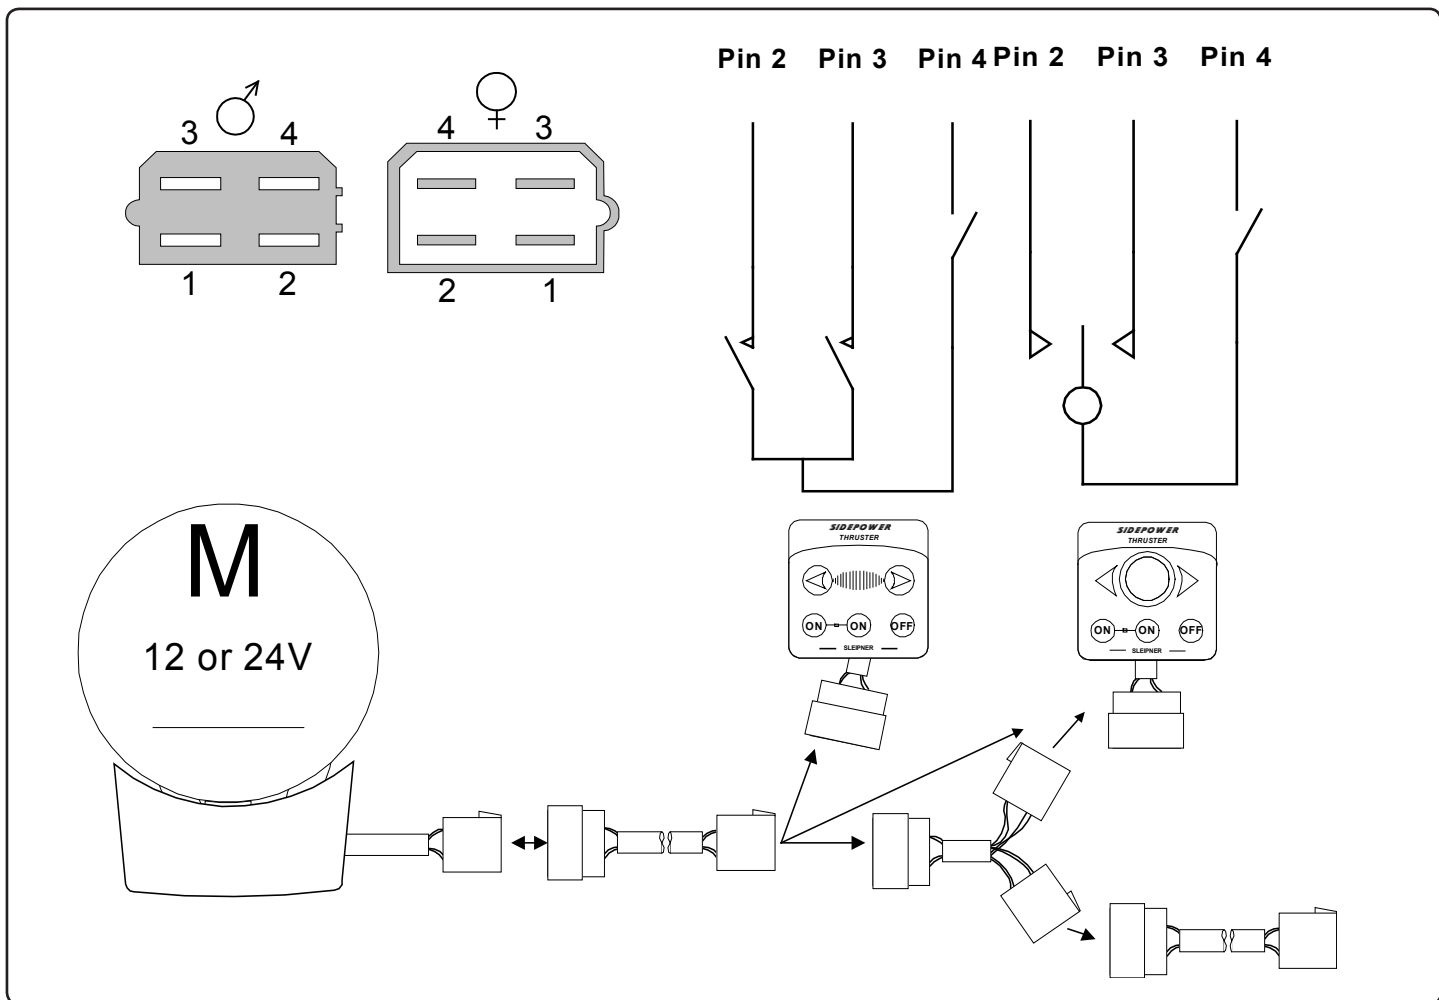 Pin 2 Pin 3 Pin 4 Pin 2 Pin 3 Pin 4
3 4
4 3
1 2
2 1
M
12 or 24V
SIDEPOWER
THRUSTER
ON ON OFF
SLEIPNER
SIDEPOWER
THRUSTER
ON ON OFF
SLEIPNER